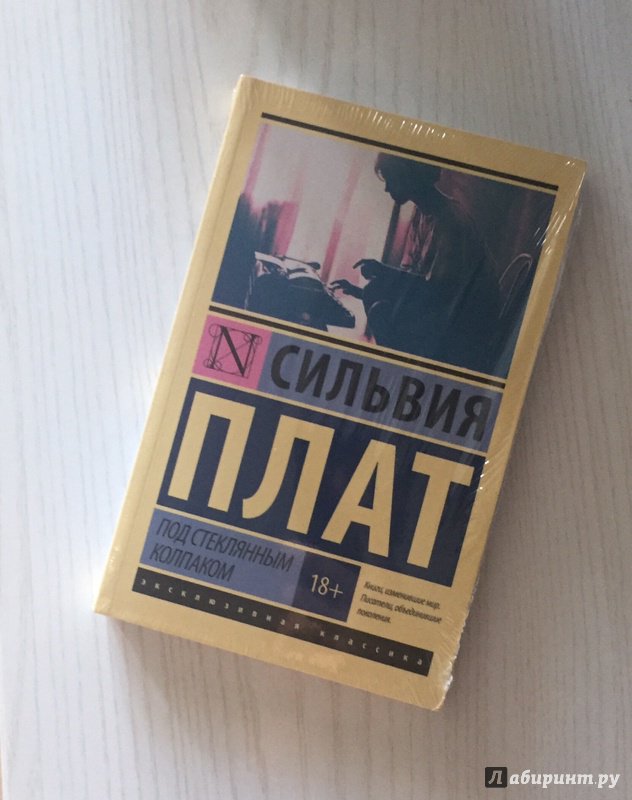 N
СИЛЬВИЯ
ПЛАТ
ПОД СТЕКЛЯННЫМ
КОЛПАКОМ
18+
Книги, изменившие мир.
Писатели, объединившие
поколения.
эксклюзивная классика
Лабиринт.ру